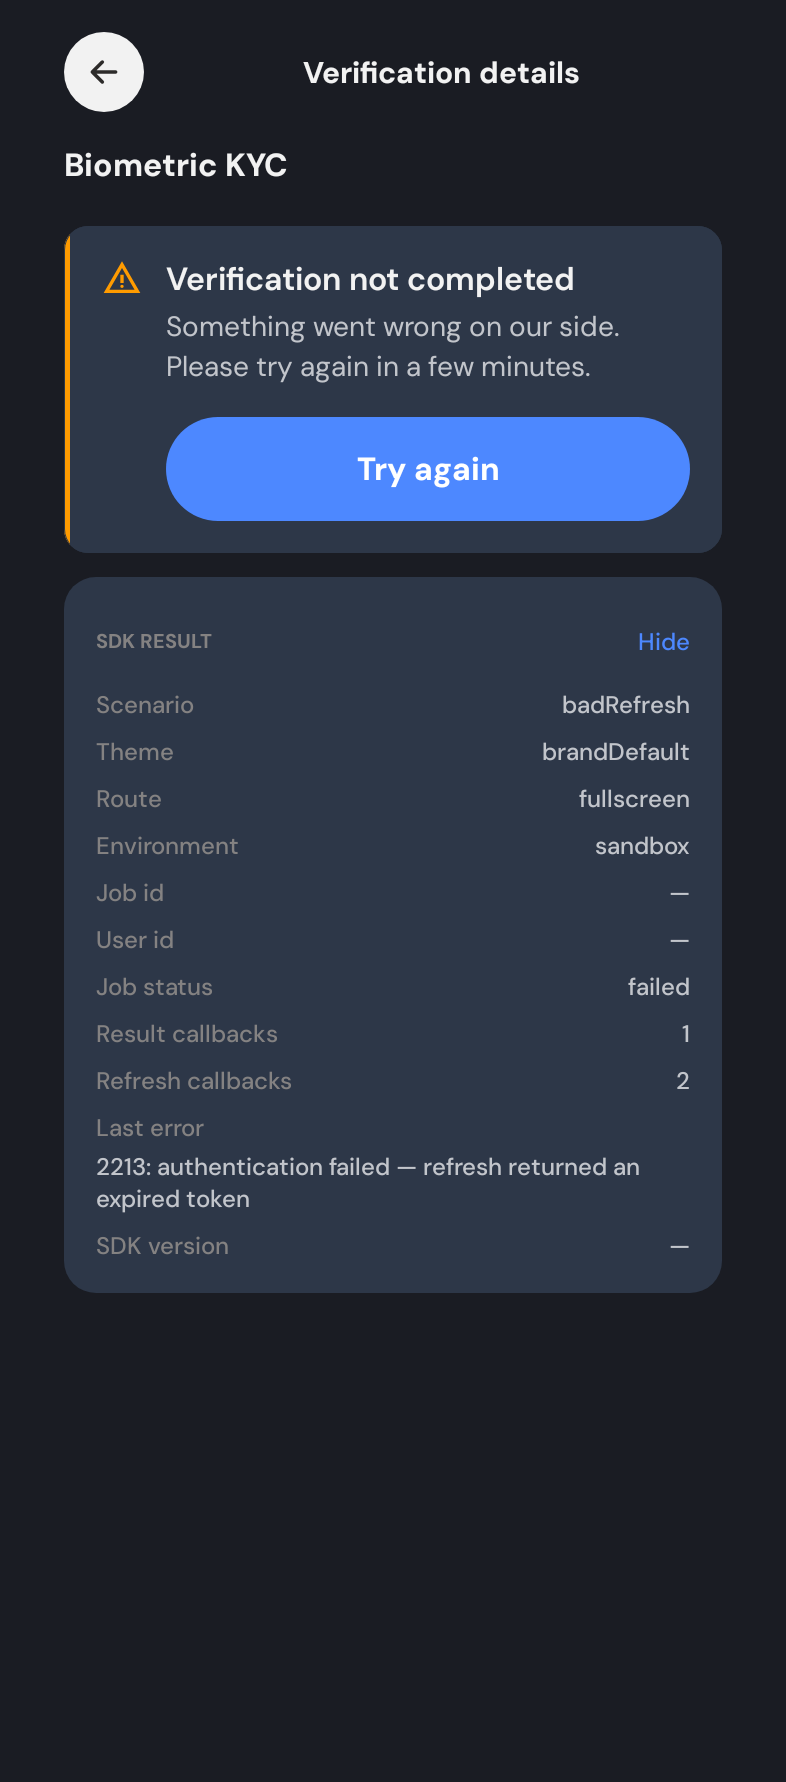 Verification details
Biometric KYC
Verification not completed
Something went wrong on our side.
Please try again in a few minutes.
Try again
SDK RESULT Hide
Scenario badRefresh
Theme brandDefault
Route fullscreen
Environment sandbox
Job id —
User id —
Job status failed
Result callbacks 1
Refresh callbacks 2
Last error
2213: authentication failed — refresh returned an
expired token
SDK version —